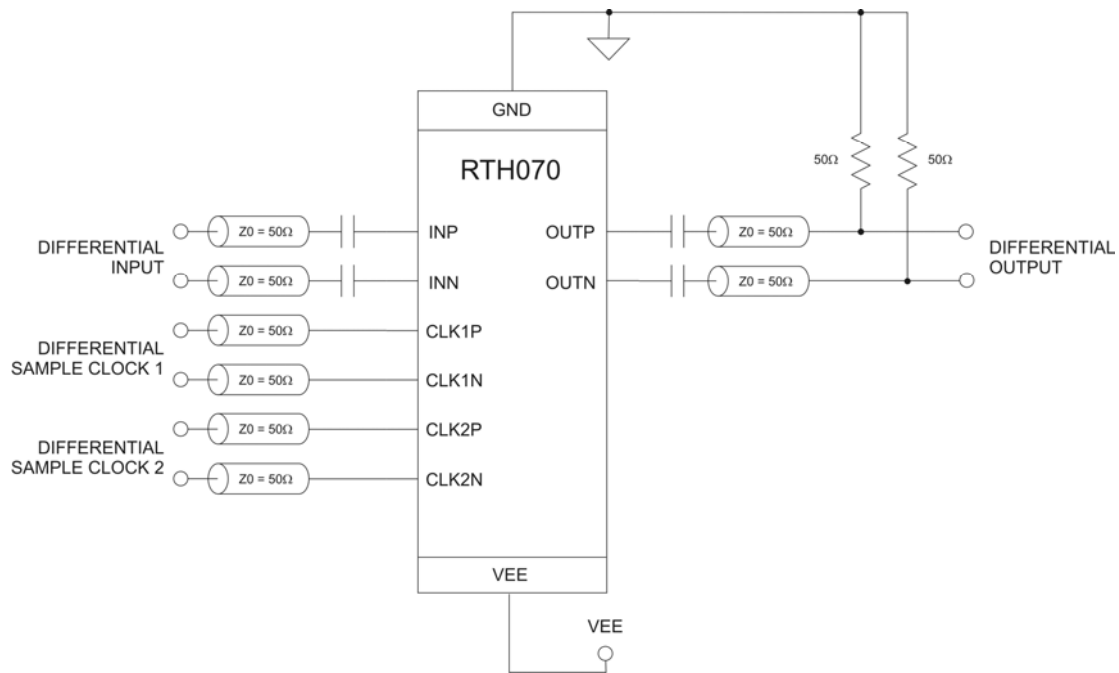 GND
RTH070
50Ω
50Ω
DIFFERENTIAL
INPUT
Z0 = 50Ω
INP
OUTP
Z0 = 50Ω
DIFFERENTIAL
OUTPUT
Z0 = 50Ω
INN
OUTN
Z0 = 50Ω
DIFFERENTIAL
SAMPLE CLOCK 1
Z0 = 50Ω
CLK1P
Z0 = 50Ω
CLK1N
DIFFERENTIAL
SAMPLE CLOCK 2
Z0 = 50Ω
CLK2P
Z0 = 50Ω
CLK2N
VEE
VEE